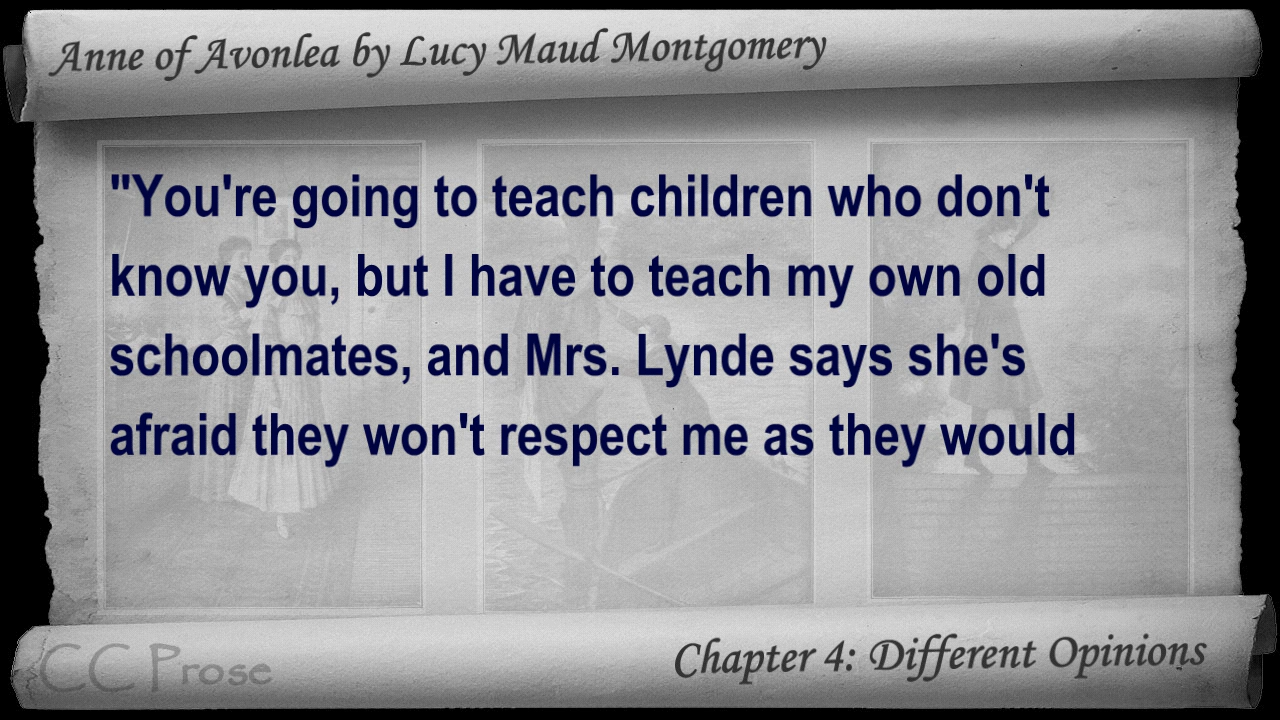 Anne of Avonlea by Lucy Maud Montgomery
"You're going to teach children who don't
know you, but I have to teach my own old
schoolmates, and Mrs. Lynde says she's
afraid they won't respect me as they would
CC Prose
Chapter 4: Different Opinions